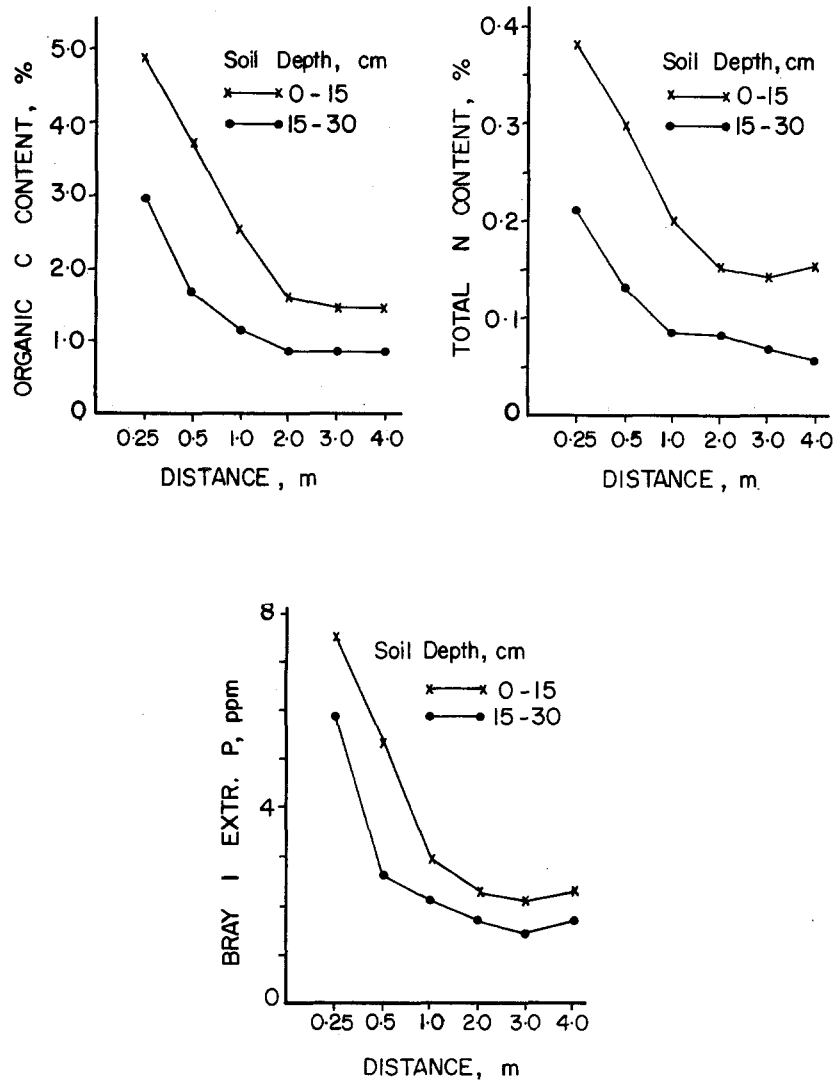 ORGANIC C CONTENT, %
5·0
4·0
3·0
2·0
1·0
0
Soil Depth, cm
0-15
15-30
0·25 0·5 1·0 2·0 3·0 4·0
DISTANCE, m
TOTAL N CONTENT, %
0·4
0·3
0·2
0·1
0
Soil Depth, cm
0-15
15-30
0·25 0·5 1·0 2·0 3·0 4·0
DISTANCE, m
BRAY I EXTR. P, ppm
8
4
0
Soil Depth, cm
0-15
15-30
0·25 0·5 1·0 2·0 3·0 4·0
DISTANCE, m